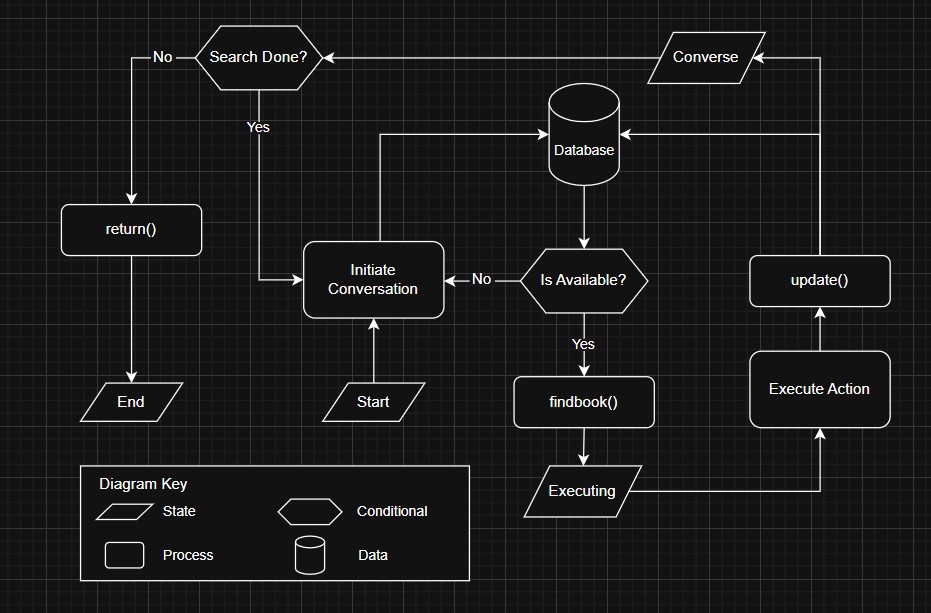 No
Search Done?
Converse
Yes
Database
return()
Initiate
Conversation
No
Is Available?
update()
Yes
Execute Action
End
Start
findbook()
Executing
Diagram Key
State
Conditional
Process
Data